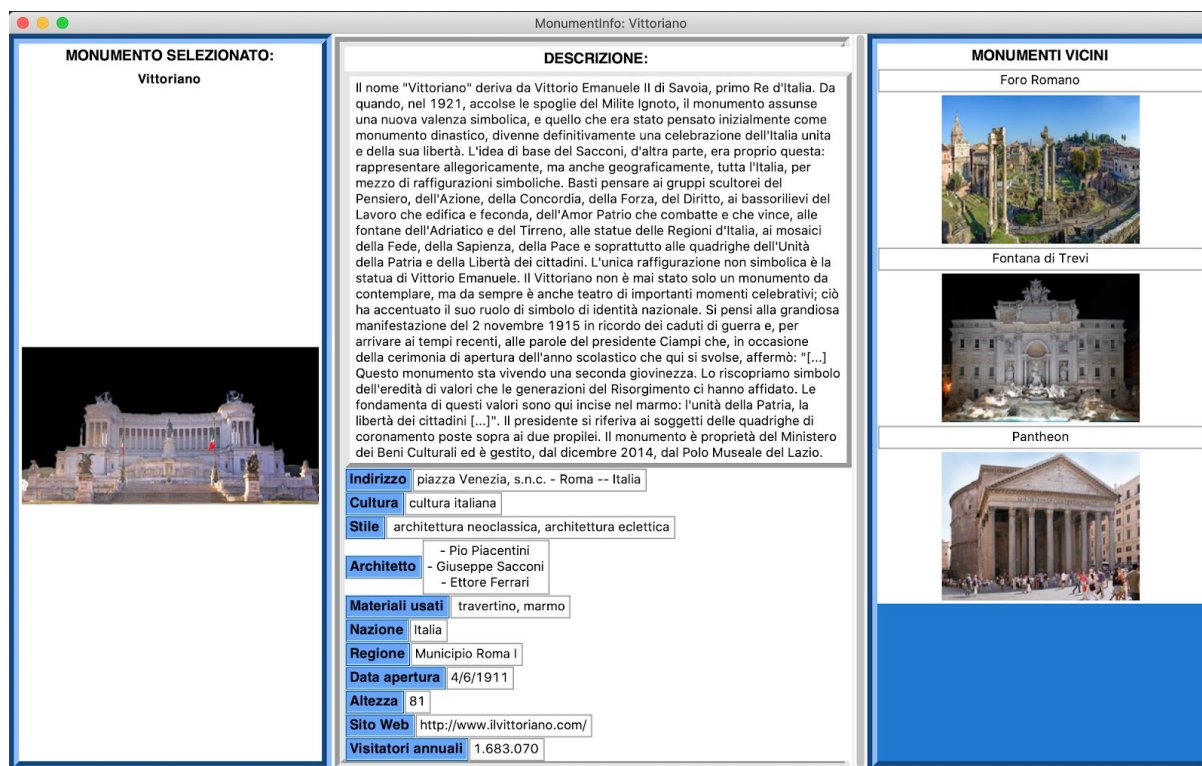 MonumentInfo: Vittoriano
MONUMENTO SELEZIONATO:
Vittoriano
DESCRIZIONE:
Il nome "Vittoriano" deriva da Vittorio Emanuele II di Savoia, primo Re d'Italia. Da
quando, nel 1921, accolse le spoglie del Milite Ignoto, il monumento assunse
una nuova valenza simbolica, e quello che era stato pensato inizialmente come
monumento dinastico, divenne definitivamente una celebrazione dell'Italia unita
e della sua libertà. L'idea di base del Sacconi, d'altra parte, era proprio questa:
rappresentare allegoricamente, ma anche geograficamente, tutta l'Italia, per
mezzo di raffigurazioni simboliche. Basti pensare ai gruppi scultorei del
Pensiero, dell'Azione, della Concordia, della Forza, del Diritto, ai bassorilievi del
Lavoro che edifica e feconda, dell'Amor Patrio che combatte e che vince, alle
fontane dell'Adriatico e del Tirreno, alle statue delle Regioni d'Italia, ai mosaici
della Fede, della Sapienza, della Pace e soprattutto alle quadrighe dell'Unità
della Patria e della Libertà dei cittadini. L'unica raffigurazione non simbolica è la
statua di Vittorio Emanuele. Il Vittoriano non è mai stato solo un monumento da
contemplare, ma da sempre è anche teatro di importanti momenti celebrativi; ciò
ha accentuato il suo ruolo di simbolo di identità nazionale. Si pensi alla grandiosa
manifestazione del 2 novembre 1915 in ricordo dei caduti di guerra e, per
arrivare ai tempi recenti, alle parole del presidente Ciampi che, in occasione
della cerimonia di apertura dell'anno scolastico che qui si svolse, affermò: "[...]
Questo monumento sta vivendo una seconda giovinezza. Lo riscopriamo simbolo
dell'eredità di valori che le generazioni del Risorgimento ci hanno affidato. Le
fondamenta di questi valori sono qui incise nel marmo: l'unità della Patria, la
libertà dei cittadini [...]". Il presidente si riferiva ai soggetti delle quadrighe di
coronamento poste sopra ai due propilei. Il monumento è proprietà del Ministero
dei Beni Culturali ed è gestito, dal dicembre 2014, dal Polo Museale del Lazio.
Indirizzo piazza Venezia, s.n.c. - Roma -- Italia
Cultura cultura italiana
Stile architettura neoclassica, architettura eclettica
Architetto
- Pio Piacentini
- Giuseppe Sacconi
- Ettore Ferrari
Materiali usati travertino, marmo
Nazione Italia
Regione Municipio Roma I
Data apertura 4/6/1911
Altezza 81
Sito Web http://www.ilvittoriano.com/
Visitatori annuali 1.683.070
MONUMENTI VICINI
Foro Romano
Fontana di Trevi
Pantheon